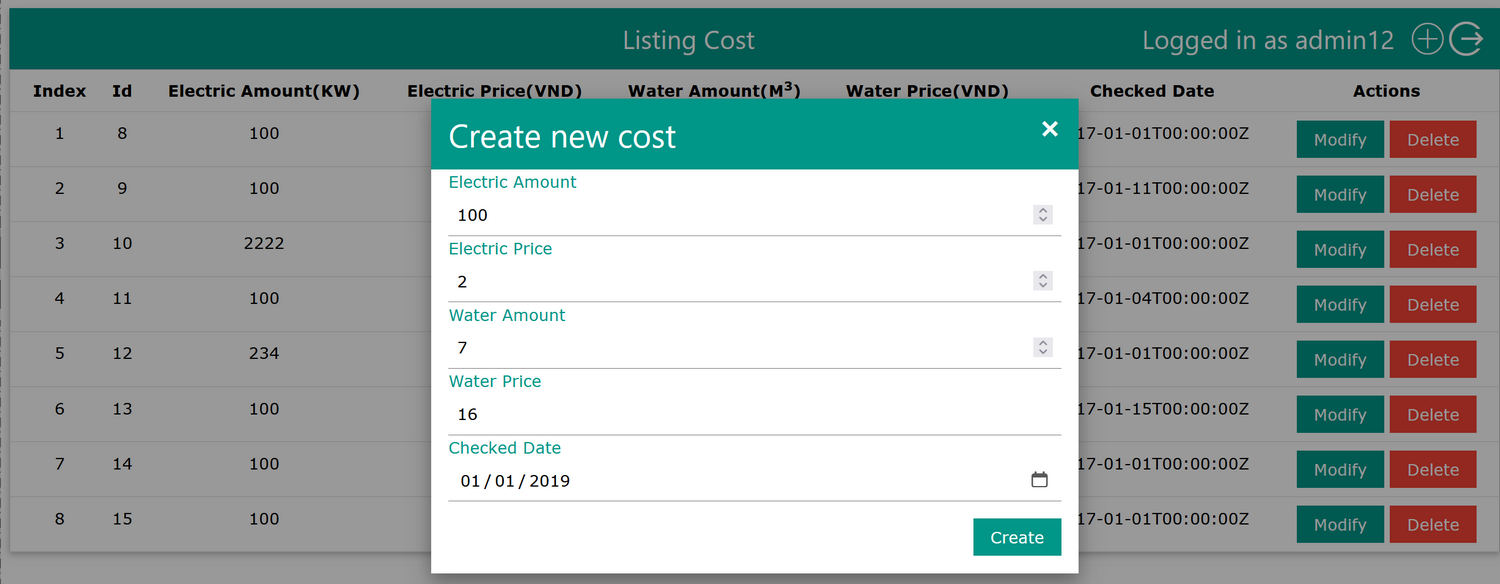 Listing Cost Logged in as admin12
Index Id Electric Amount(KW) Electric Price(VND) Water Amount(M³) Water Price(VND) Checked Date Actions
Create new cost ×
1 8 100 17-01-01T00:00:00Z Modify Delete
Electric Amount
2 9 100 17-01-11T00:00:00Z Modify Delete
100
3 10 2222 17-01-01T00:00:00Z Modify Delete
Electric Price
2
4 11 100 17-01-04T00:00:00Z Modify Delete
Water Amount
7
5 12 234 17-01-01T00:00:00Z Modify Delete
Water Price
6 13 100 17-01-15T00:00:00Z Modify Delete
16
Checked Date
7 14 100 17-01-01T00:00:00Z Modify Delete
01/01/2019
8 15 100 17-01-01T00:00:00Z Modify Delete
Create